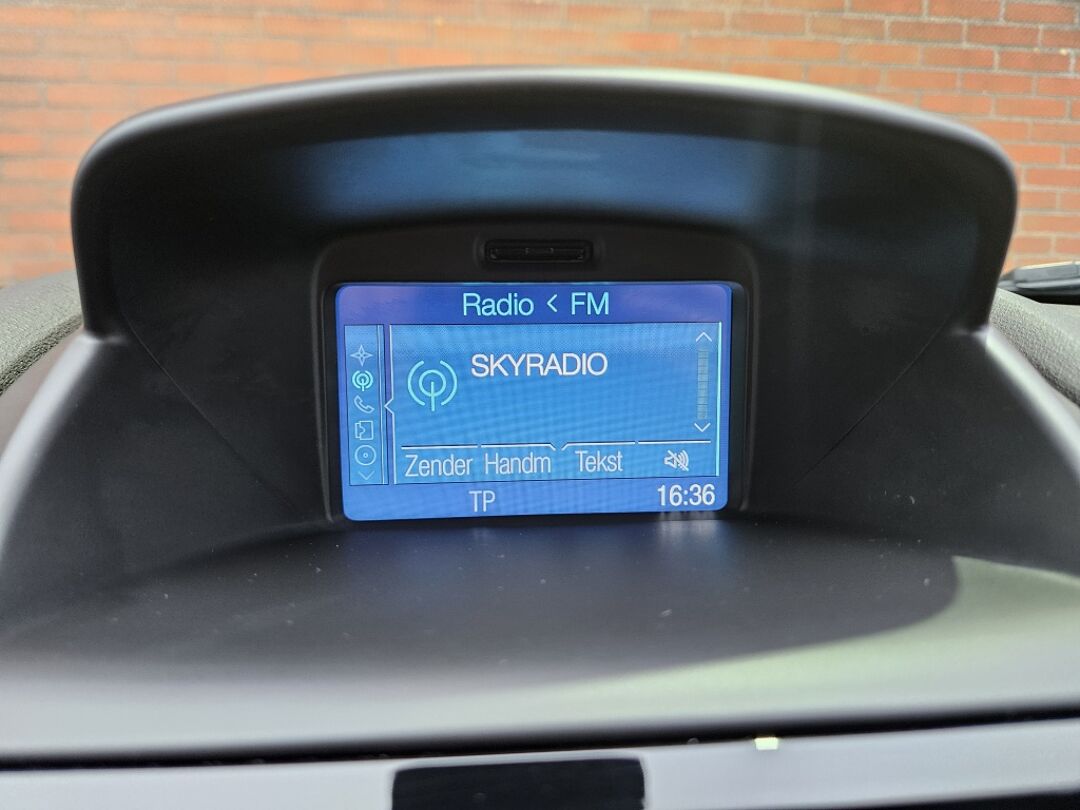 Radio < FM
SKYRADIO
Zender Handm Tekst
TP 16:36